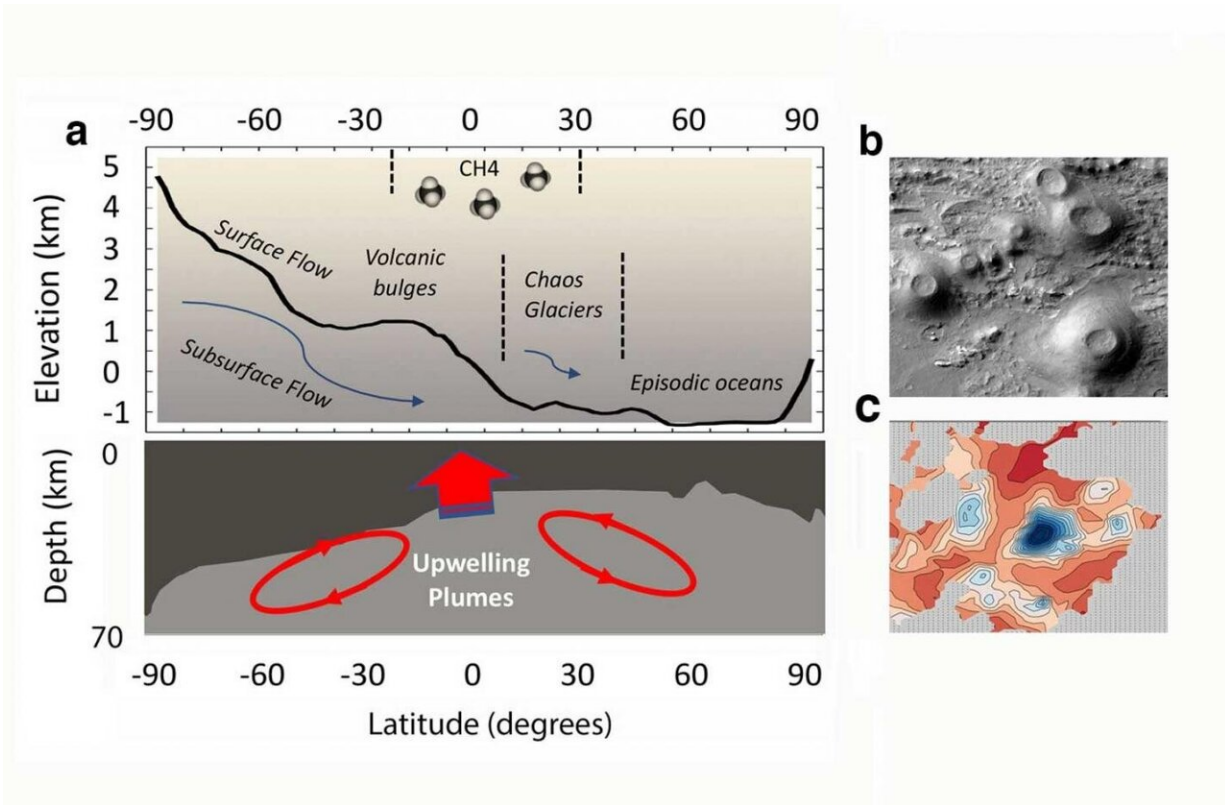 a
-90 -60 -30 0 30 60 90
5
4
3
2
1
0
-1
Elevation (km)
CH4
Surface Flow
Volcanic
bulges
Chaos
Glaciers
Subsurface Flow
Episodic oceans
0
70
Depth (km)
Upwelling
Plumes
-90 -60 -30 0 30 60 90
Latitude (degrees)
b
c